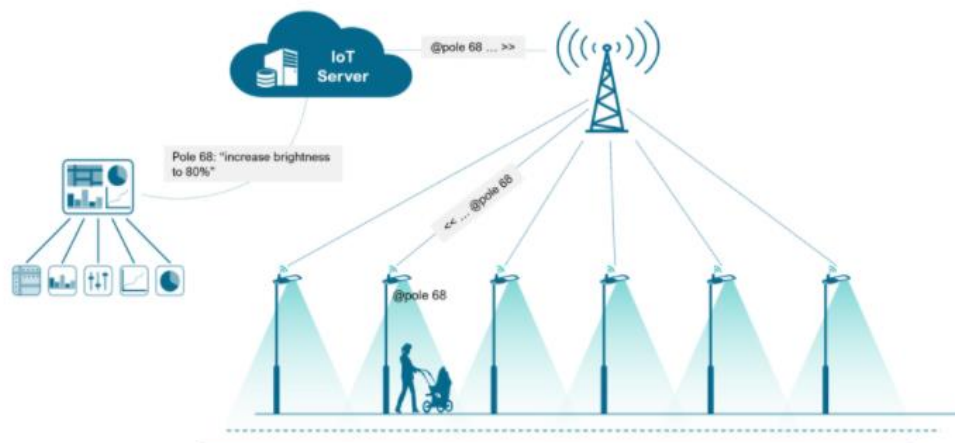 IoT
Server
@pole 68 ... >>
Pole 68: "increase brightness
to 80%"
<< ... @pole 68
@pole 68